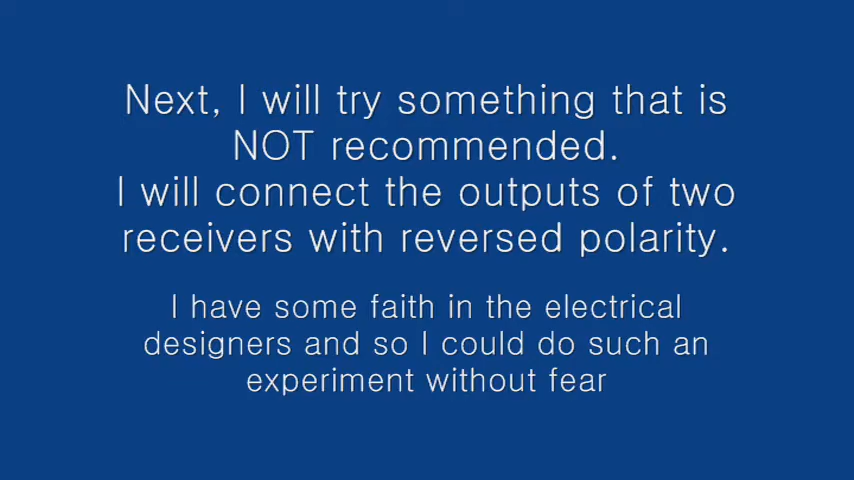 Next, I will try something that is
NOT recommended.
I will connect the outputs of two
receivers with reversed polarity.
I have some faith in the electrical
designers and so I could do such an
experiment without fear